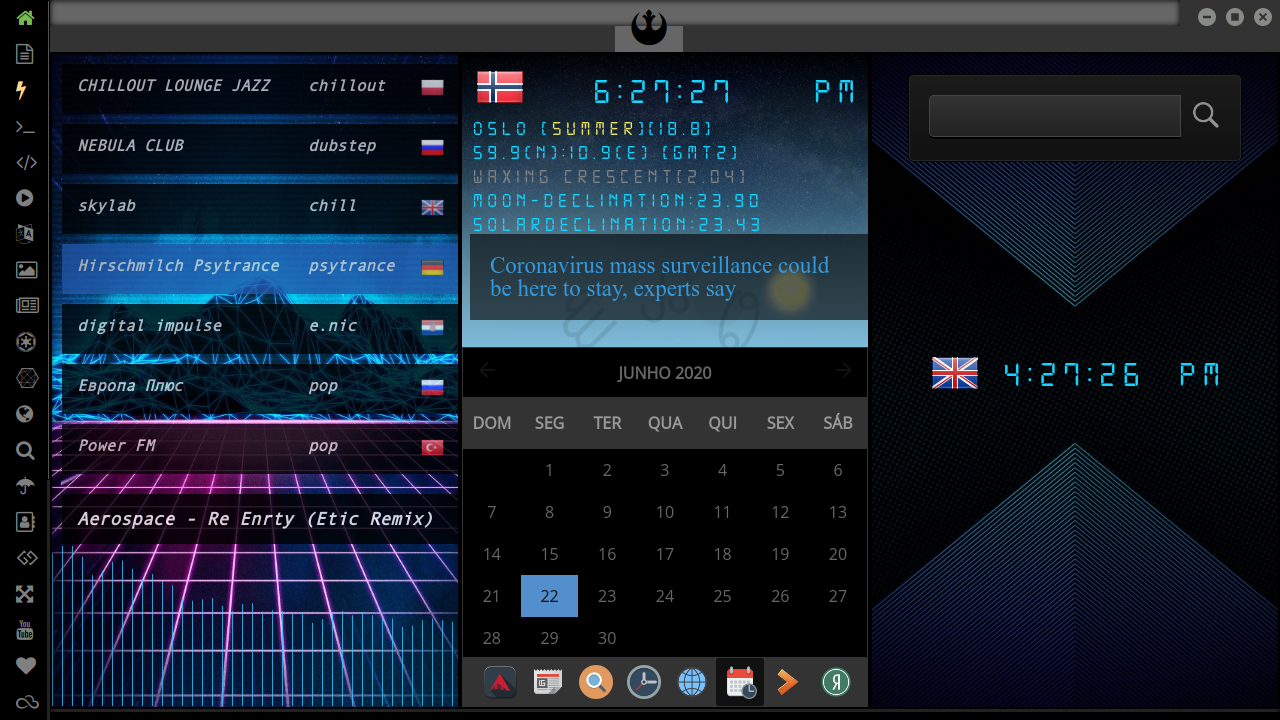 CHILLOUT LOUNGE JAZZ chillout
NEBULA CLUB dubstep
skylab chill
Hirschmilch Psytrance psytrance
digital impulse e.nic
Европа Плюс pop
Power FM pop
Aerospace - Re Enrty (Etic Remix)
6:27:27 PM
OSLO (SUMMER)(18.8)
59.9(N):10.9(E) (GMT2)
WAXING CRESCENT(2.04)
MOON-DECLINATION:23.90
SOLARDECLINATION:23.43
Coronavirus mass surveillance could
be here to stay, experts say
JUNHO 2020
DOM SEG TER QUA QUI SEX SÁB
1 2 3 4 5 6
7 8 9 10 11 12 13
14 15 16 17 18 19 20
21 22 23 24 25 26 27
28 29 30
Я
4:27:26 PM
You
Tube